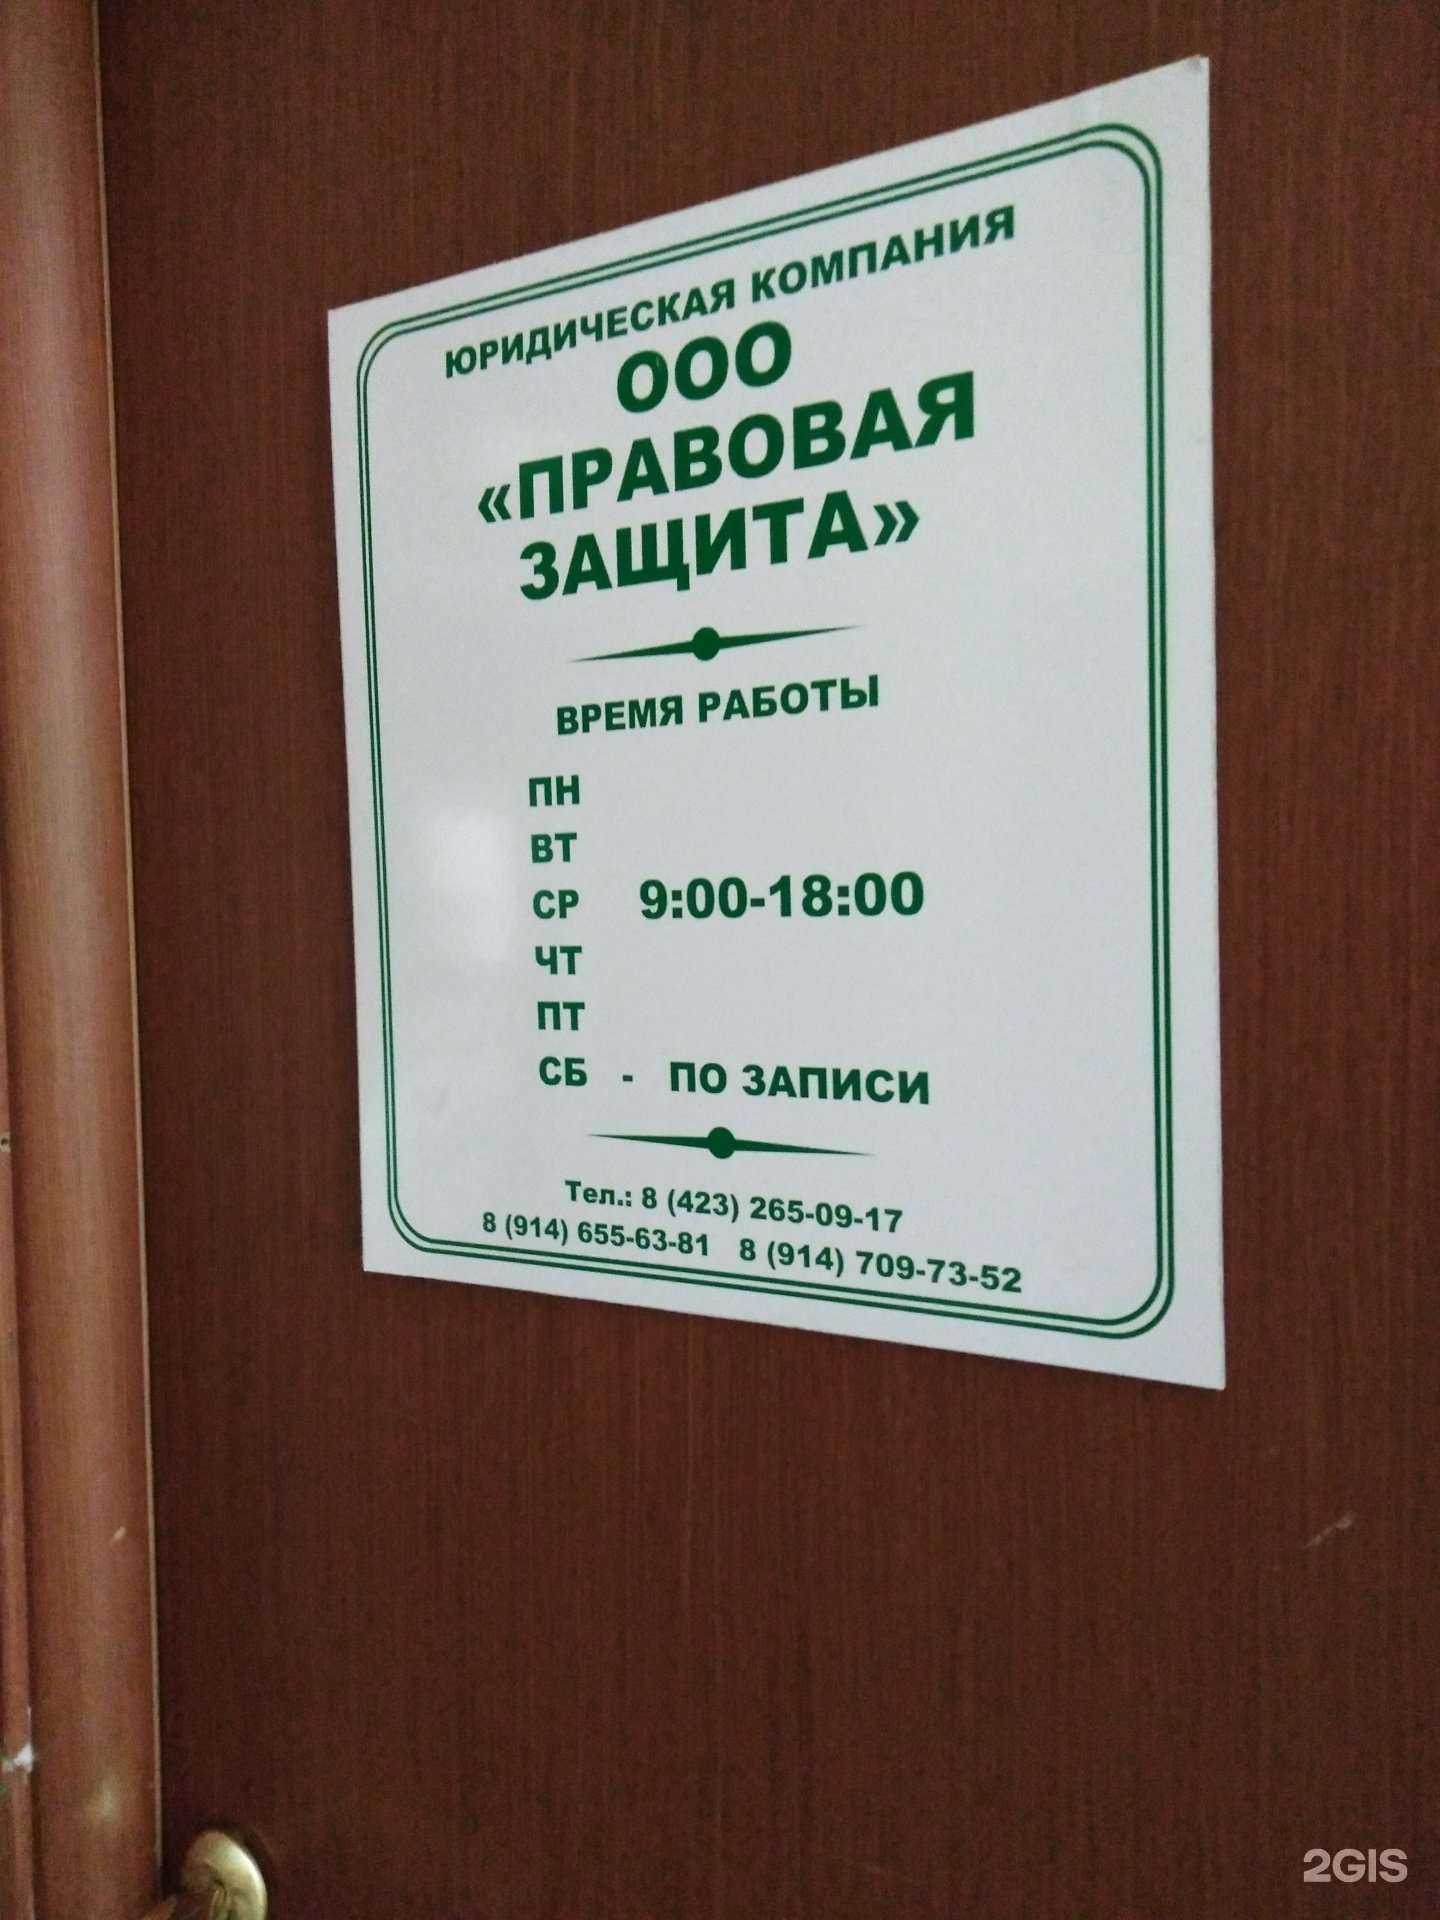 ЮРИДИЧЕСКАЯ КОМПАНИЯ
ООО
«ПРАВОВАЯ
ЗАЩИТА»
ВРЕМЯ РАБОТЫ
ПН
ВТ
СР 9:00-18:00
ЧТ
ПТ
СБ - ПО ЗАПИСИ
Тел.: 8 (423) 265-09-17
8 (914) 655-63-81 8 (914) 709-73-52
2GIS